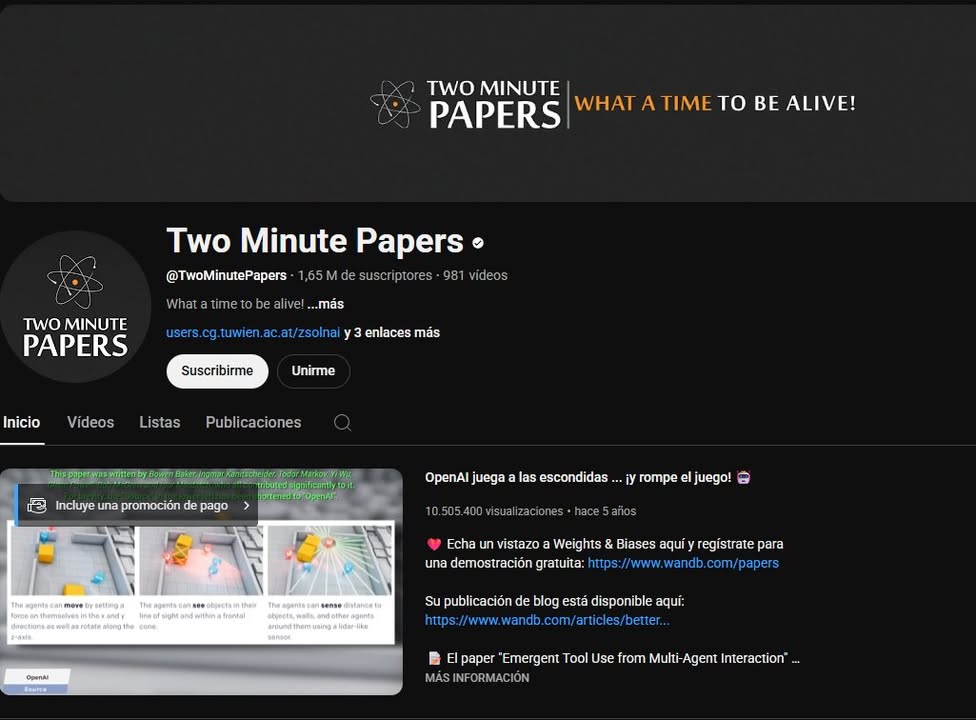 TWO MINUTE
PAPERS
WHAT A TIME TO BE ALIVE!
TWO MINUTE
PAPERS
Two Minute Papers
@TwoMinutePapers · 1,65 M de suscriptores · 981 vídeos
What a time to be alive! ...más
users.cg.tuwien.ac.at/zsolnai y 3 enlaces más
Suscribirme
Unirme
Inicio
Vídeos
Listas
Publicaciones
This paper was written by Bowen Baker, Ingmar Kanitscheider, Todor Markov, Yi Wu,
shortened to "OpenAI".
Incluye una promoción de pago
The agents can move by setting a
force on themselves in the x and y
directions as well as rotate along the
z-axis.
The agents can see objects in their
line of sight and within a frontal
cone.
The agents can sense distance to
objects, walls, and other agents
around them using a lidar-like
sensor.
OpenAI
Source
OpenAI juega a las escondidas ... ¡y rompe el juego!
10.505.400 visualizaciones • hace 5 años
Echa un vistazo a Weights & Biases aquí y regístrate para
una demostración gratuita: https://www.wandb.com/papers
Su publicación de blog está disponible aquí:
https://www.wandb.com/articles/better...
El paper "Emergent Tool Use from Multi-Agent Interaction" ...
MÁS INFORMACIÓN